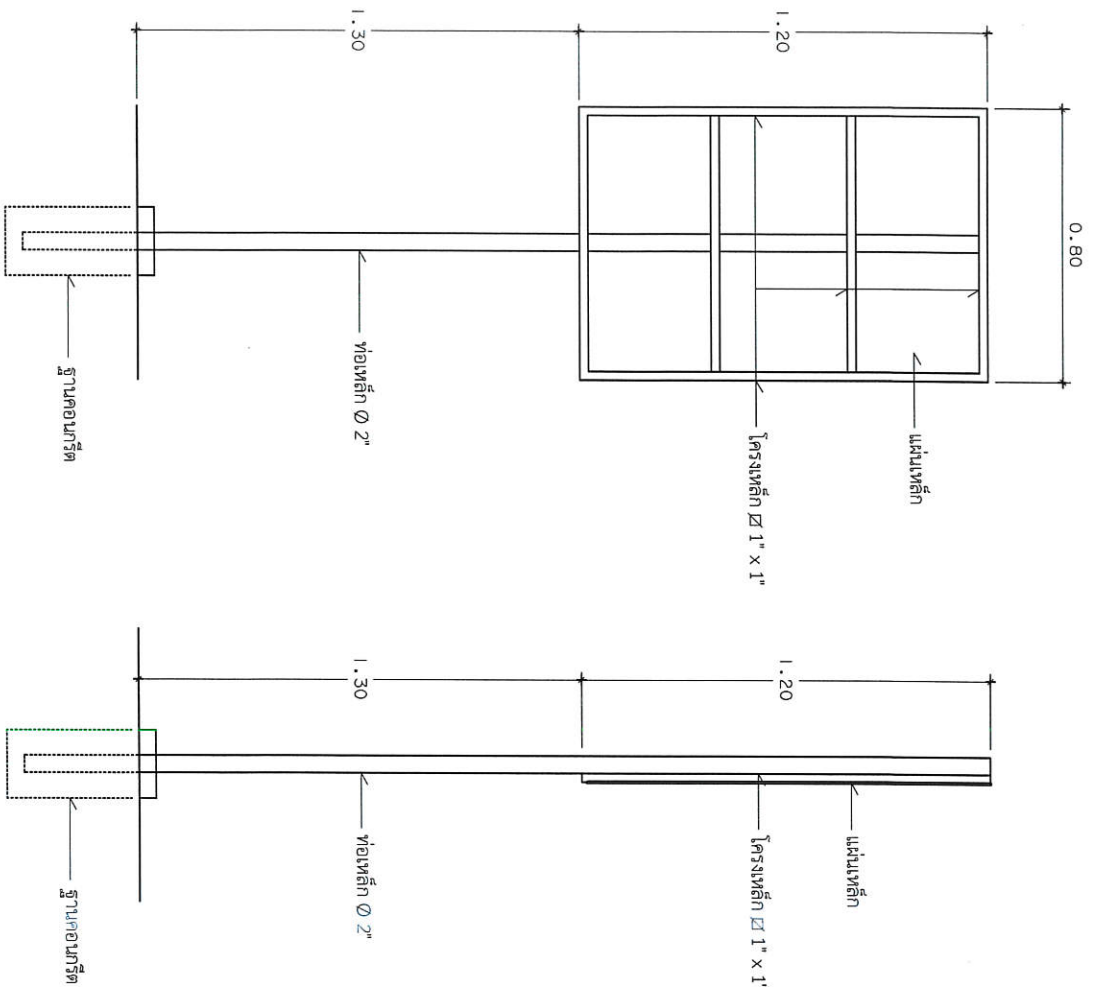 0.80
1.20
1.30
แผ่นเหล็ก
โครงเหล็ก ⌷ 1" x 1"
ท่อเหล็ก Ø 2"
ฐานคอนกรีต
1.20
1.30
แผ่นเหล็ก
โครงเหล็ก ⌷ 1" x 1'
ท่อเหล็ก Ø 2"
ฐานคอนกรีต